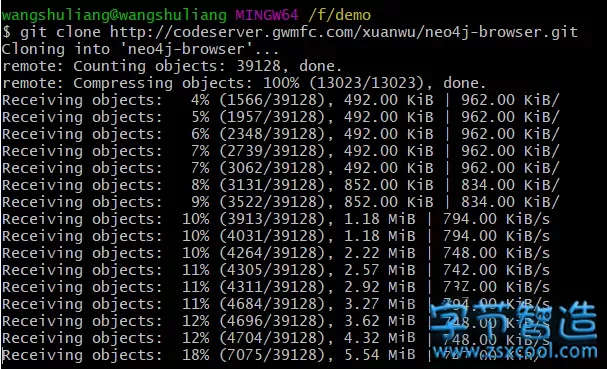 wangshuliang@wangshuliang MINGW64 /f/demo
$ git clone http://codeserver.gwmfc.com/xuanwu/neo4j-browser.git
Cloning into 'neo4j-browser'...
remote: Counting objects: 39128, done.
remote: Compressing objects: 100% (13023/13023), done.
Receiving objects:   4% (1566/39128), 492.00 KiB | 962.00 KiB/
Receiving objects:   5% (1957/39128), 492.00 KiB | 962.00 KiB/
Receiving objects:   6% (2348/39128), 492.00 KiB | 962.00 KiB/
Receiving objects:   7% (2739/39128), 492.00 KiB | 962.00 KiB/
Receiving objects:   7% (3062/39128), 492.00 KiB | 962.00 KiB/
Receiving objects:   8% (3131/39128), 852.00 KiB | 834.00 KiB/
Receiving objects:   9% (3522/39128), 852.00 KiB | 834.00 KiB/
Receiving objects:  10% (3913/39128), 1.18 MiB | 794.00 KiB/s
Receiving objects:  10% (4031/39128), 1.18 MiB | 794.00 KiB/s
Receiving objects:  10% (4264/39128), 2.22 MiB | 748.00 KiB/s
Receiving objects:  11% (4305/39128), 2.57 MiB | 742.00 KiB/s
Receiving objects:  11% (4311/39128), 2.92 MiB | 737.00 KiB/s
Receiving objects:  11% (4684/39128), 3.27 MiB | 704.00 KiB/s
Receiving objects:  12% (4696/39128), 3.62 MiB | 748.00 KiB/s
Receiving objects:  12% (4704/39128), 4.32 MiB | 748.00 KiB/s
Receiving objects:  18% (7075/39128), 5.54 MiB | KiB/s
字节智造
www.zsxcool.com